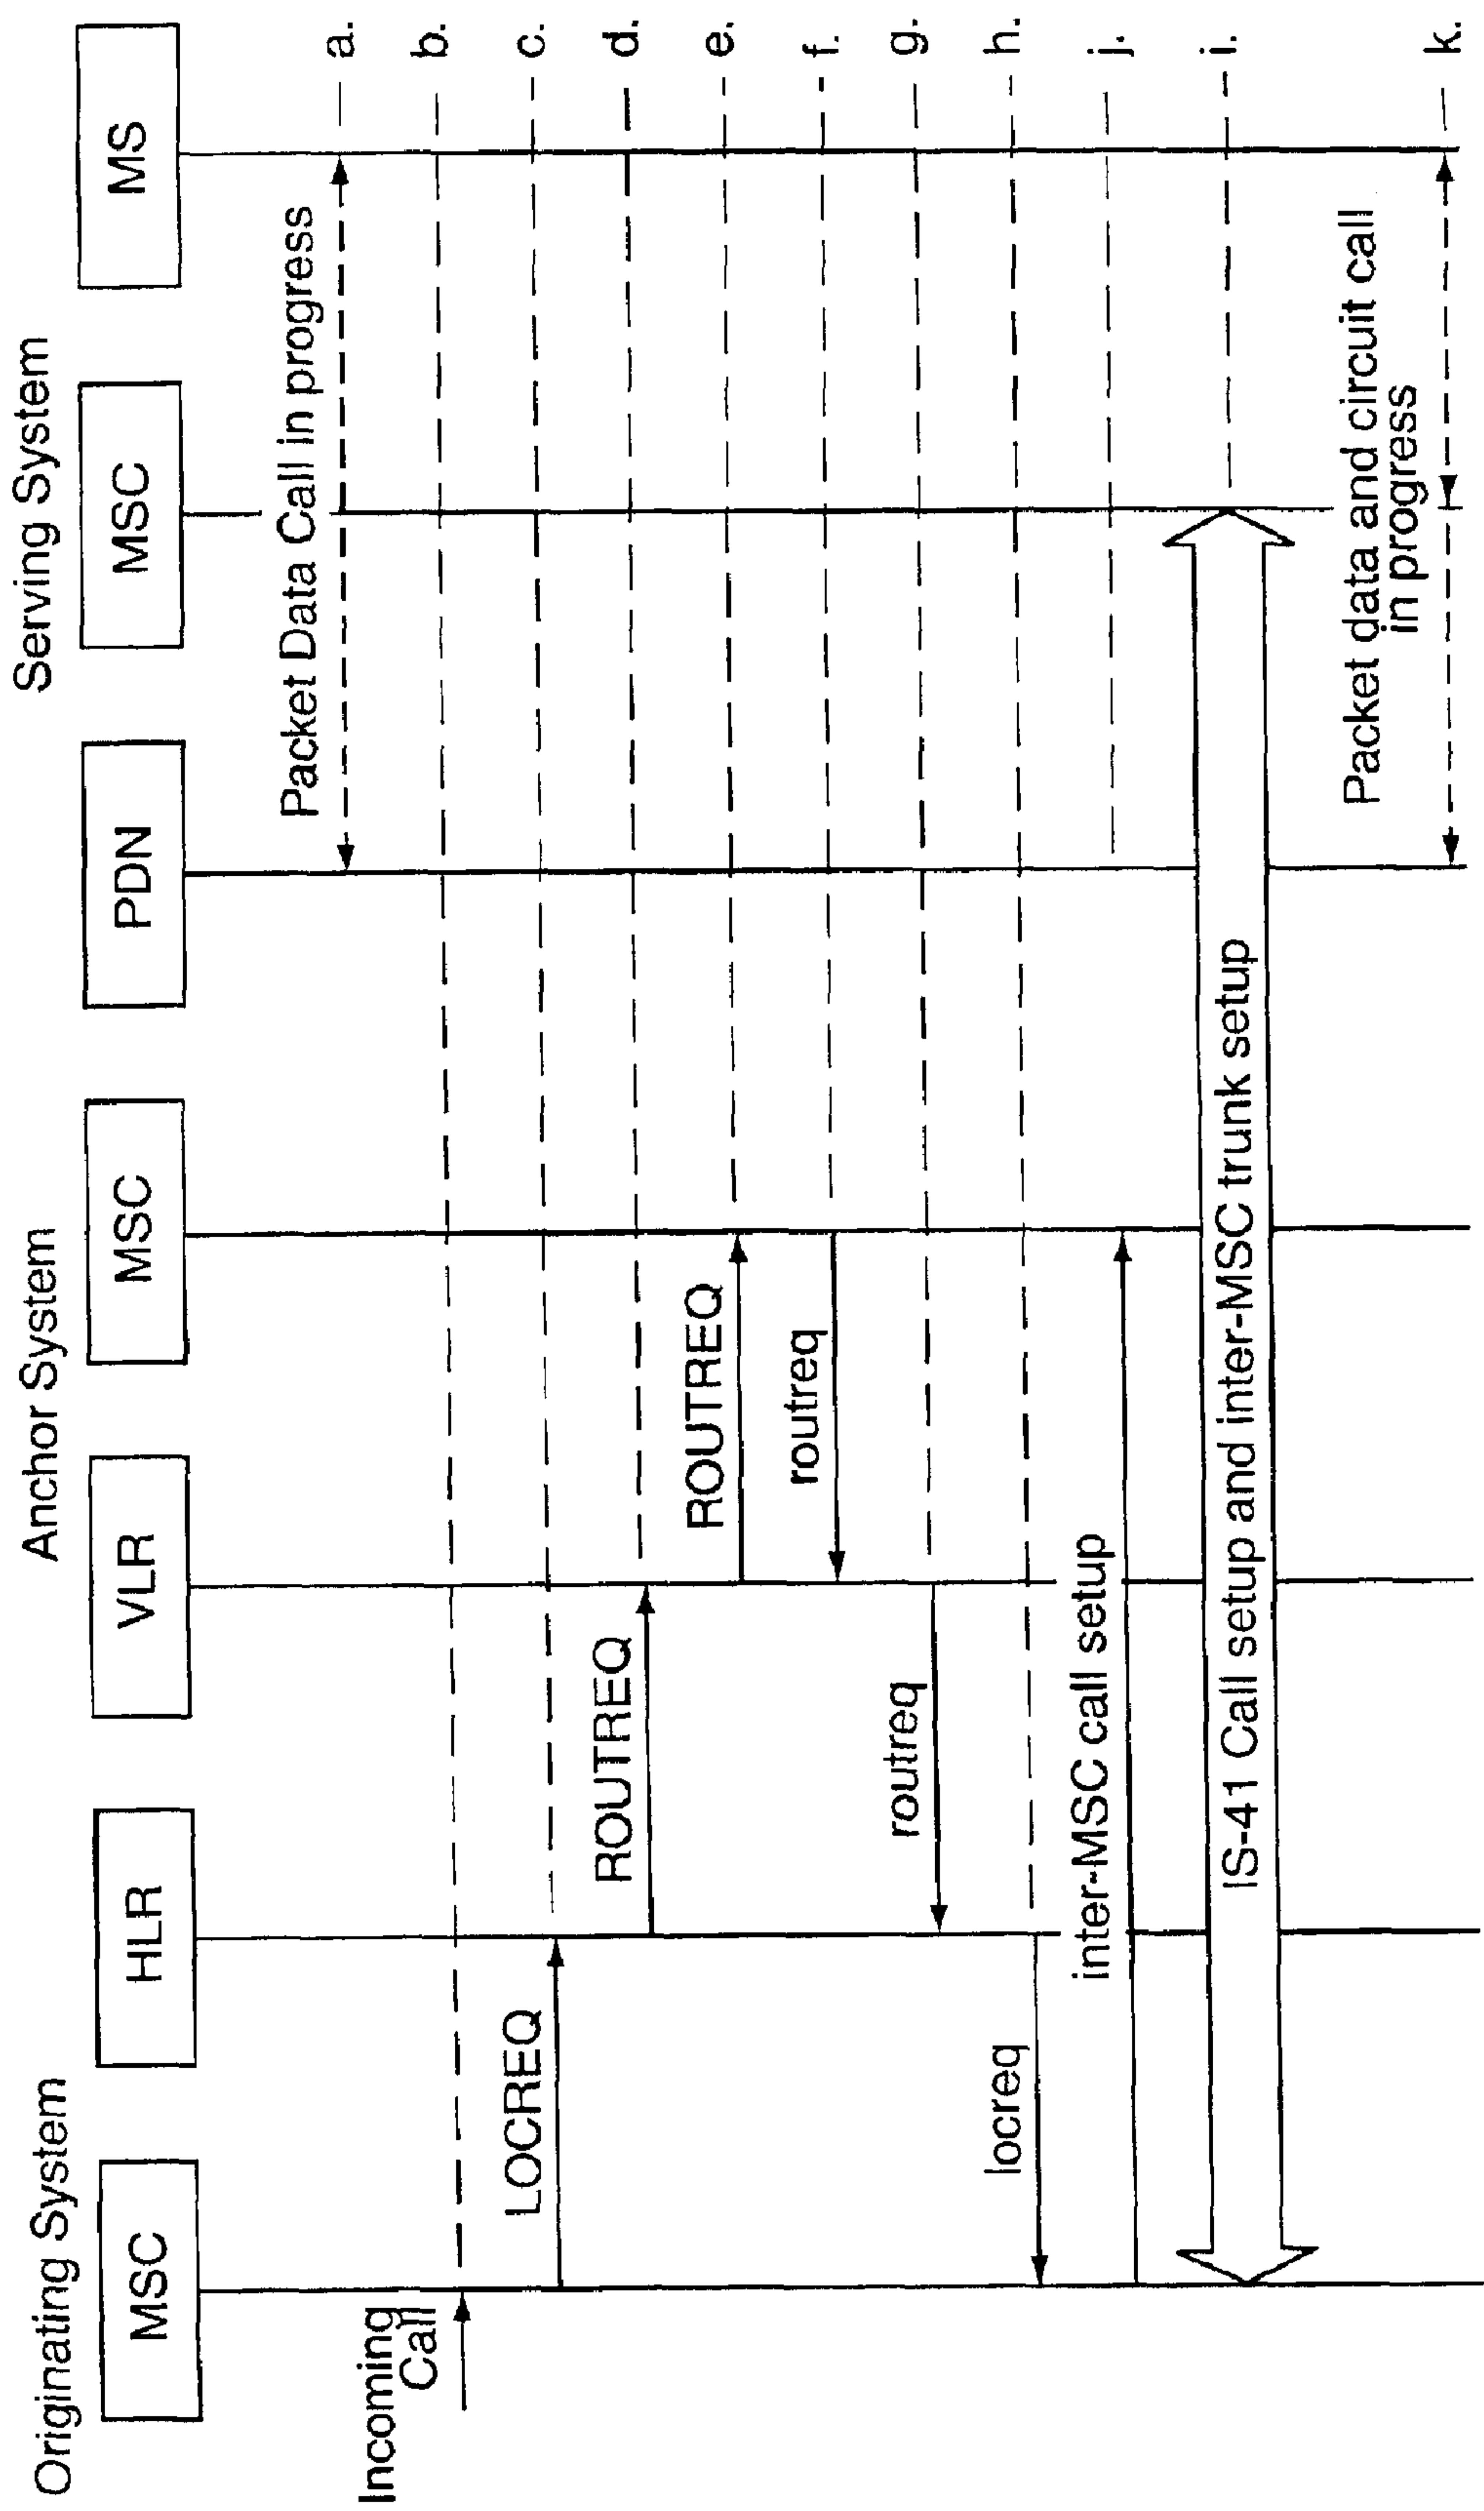 Originating System
Anchor System
Serving System
MSC
HLR
VLR
MSC
PDN
MSC
MS
Packet Data Call in progress
a.
Incoming
Call
b.
LOCREQ
c.
ROUTREQ
d.
ROUTREQ
e.
routreq
f.
routreq
g.
locreq
h.
inter-MSC call setup
j.
IS-41 Call setup and inter-MSC trunk setup
i.
Packet data and circuit call
in progress
k.